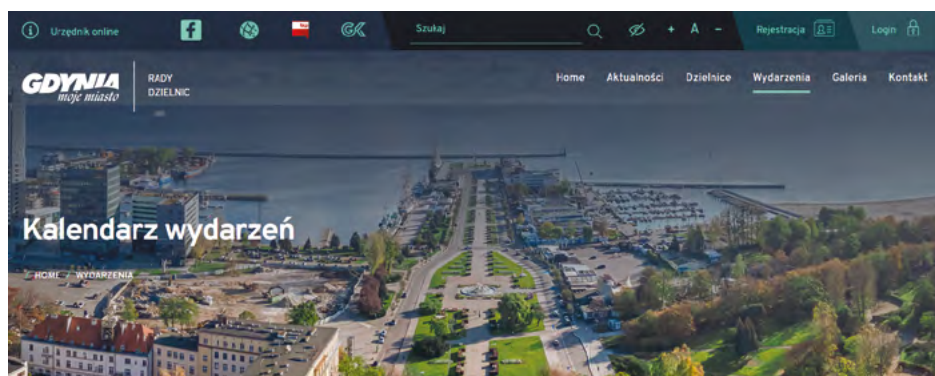 Urzędnik online
GK
Szukaj
+ A -
Rejestracja
Login
GDYNIA
moje miasto
RADY
DZIELNIC
Home Aktualności Dzielnice Wydarzenia Galeria Kontakt
Kalendarz wydarzeń
/ HOME / WYDARZENIA